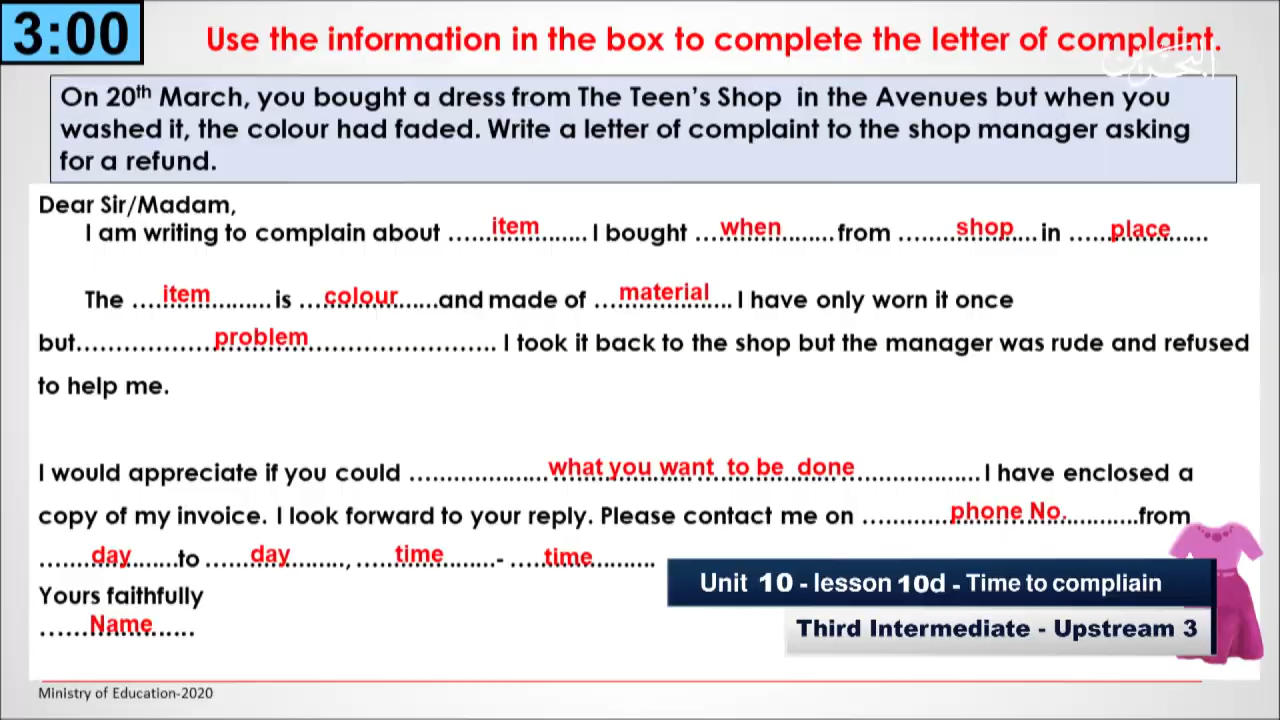 3:00
Use the information in the box to complete the letter of complaint.
البحرين
On 20th March, you bought a dress from The Teen's Shop in the Avenues but when you
washed it, the colour had faded. Write a letter of complaint to the shop manager asking
for a refund.
Dear Sir/Madam,
I am writing to complain about ......item......... I bought ...when.........from ......shop......in ......place......
The ....item.........is ...colour......and made of ...material... I have only worn it once
but..................problem........................ I took it back to the shop but the manager was rude and refused
to help me.
I would appreciate if you could ..................what you want to be done.................. I have enclosed a
copy of my invoice. I look forward to your reply. Please contact me on ............phone No............from
......day......to ......day......, ......time......- ......time......
Yours faithfully
......Name......
Unit 10 - lesson 10d - Time to compliain
Third Intermediate - Upstream 3
Ministry of Education-2020